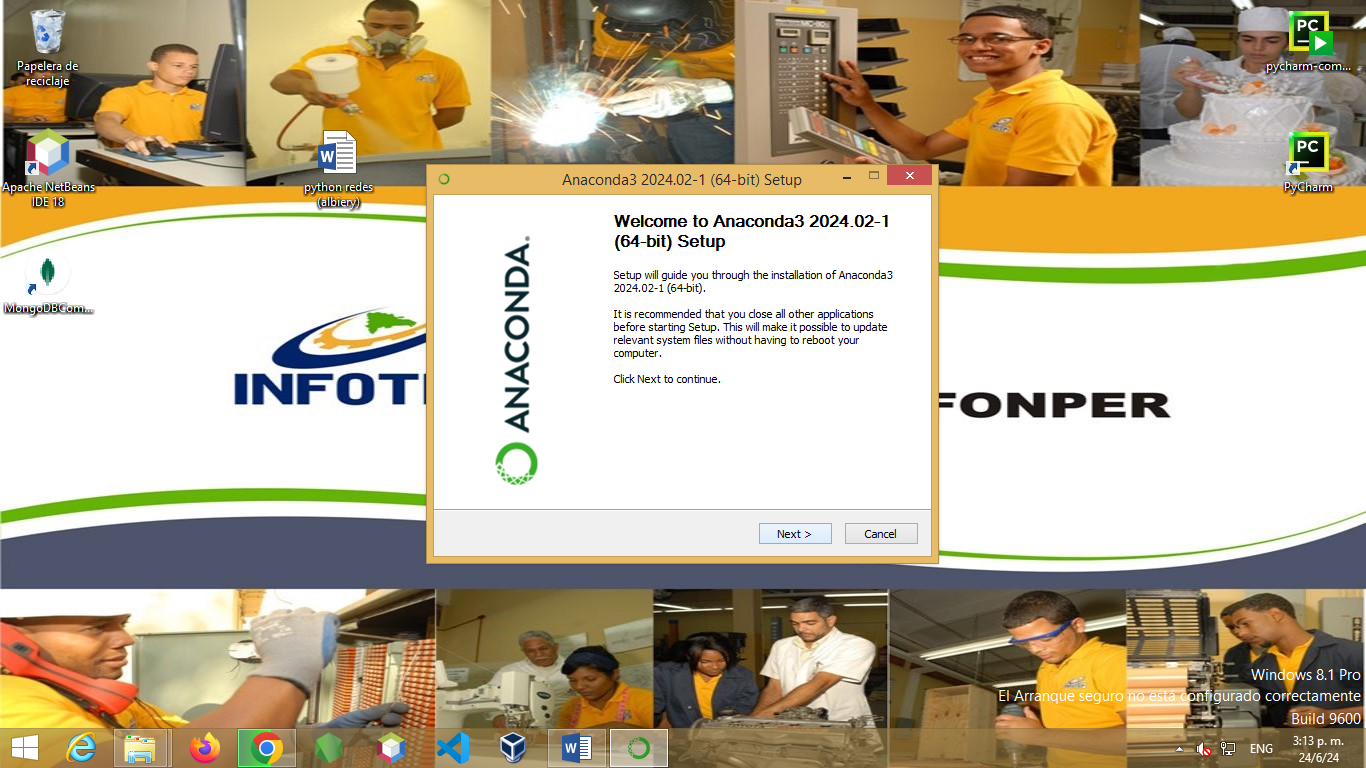 Papelera de
reciclaje
Apache NetBeans
IDE 18
MongoDBCom...
python redes
(albiery)
PC
pycharm-com...
PC
PyCharm
INFOT
FONPER
Anaconda3 2024.02-1 (64-bit) Setup
ANACONDA.
Welcome to Anaconda3 2024.02-1
(64-bit) Setup
Setup will guide you through the installation of Anaconda3
2024.02-1 (64-bit).
It is recommended that you close all other applications
before starting Setup. This will make it possible to update
relevant system files without having to reboot your
computer.
Click Next to continue.
Next >
Cancel
Windows 8.1 Pro
El Arranque seguro no está configurado correctamente
Build 9600
ENG
3:13 p. m.
24/6/24